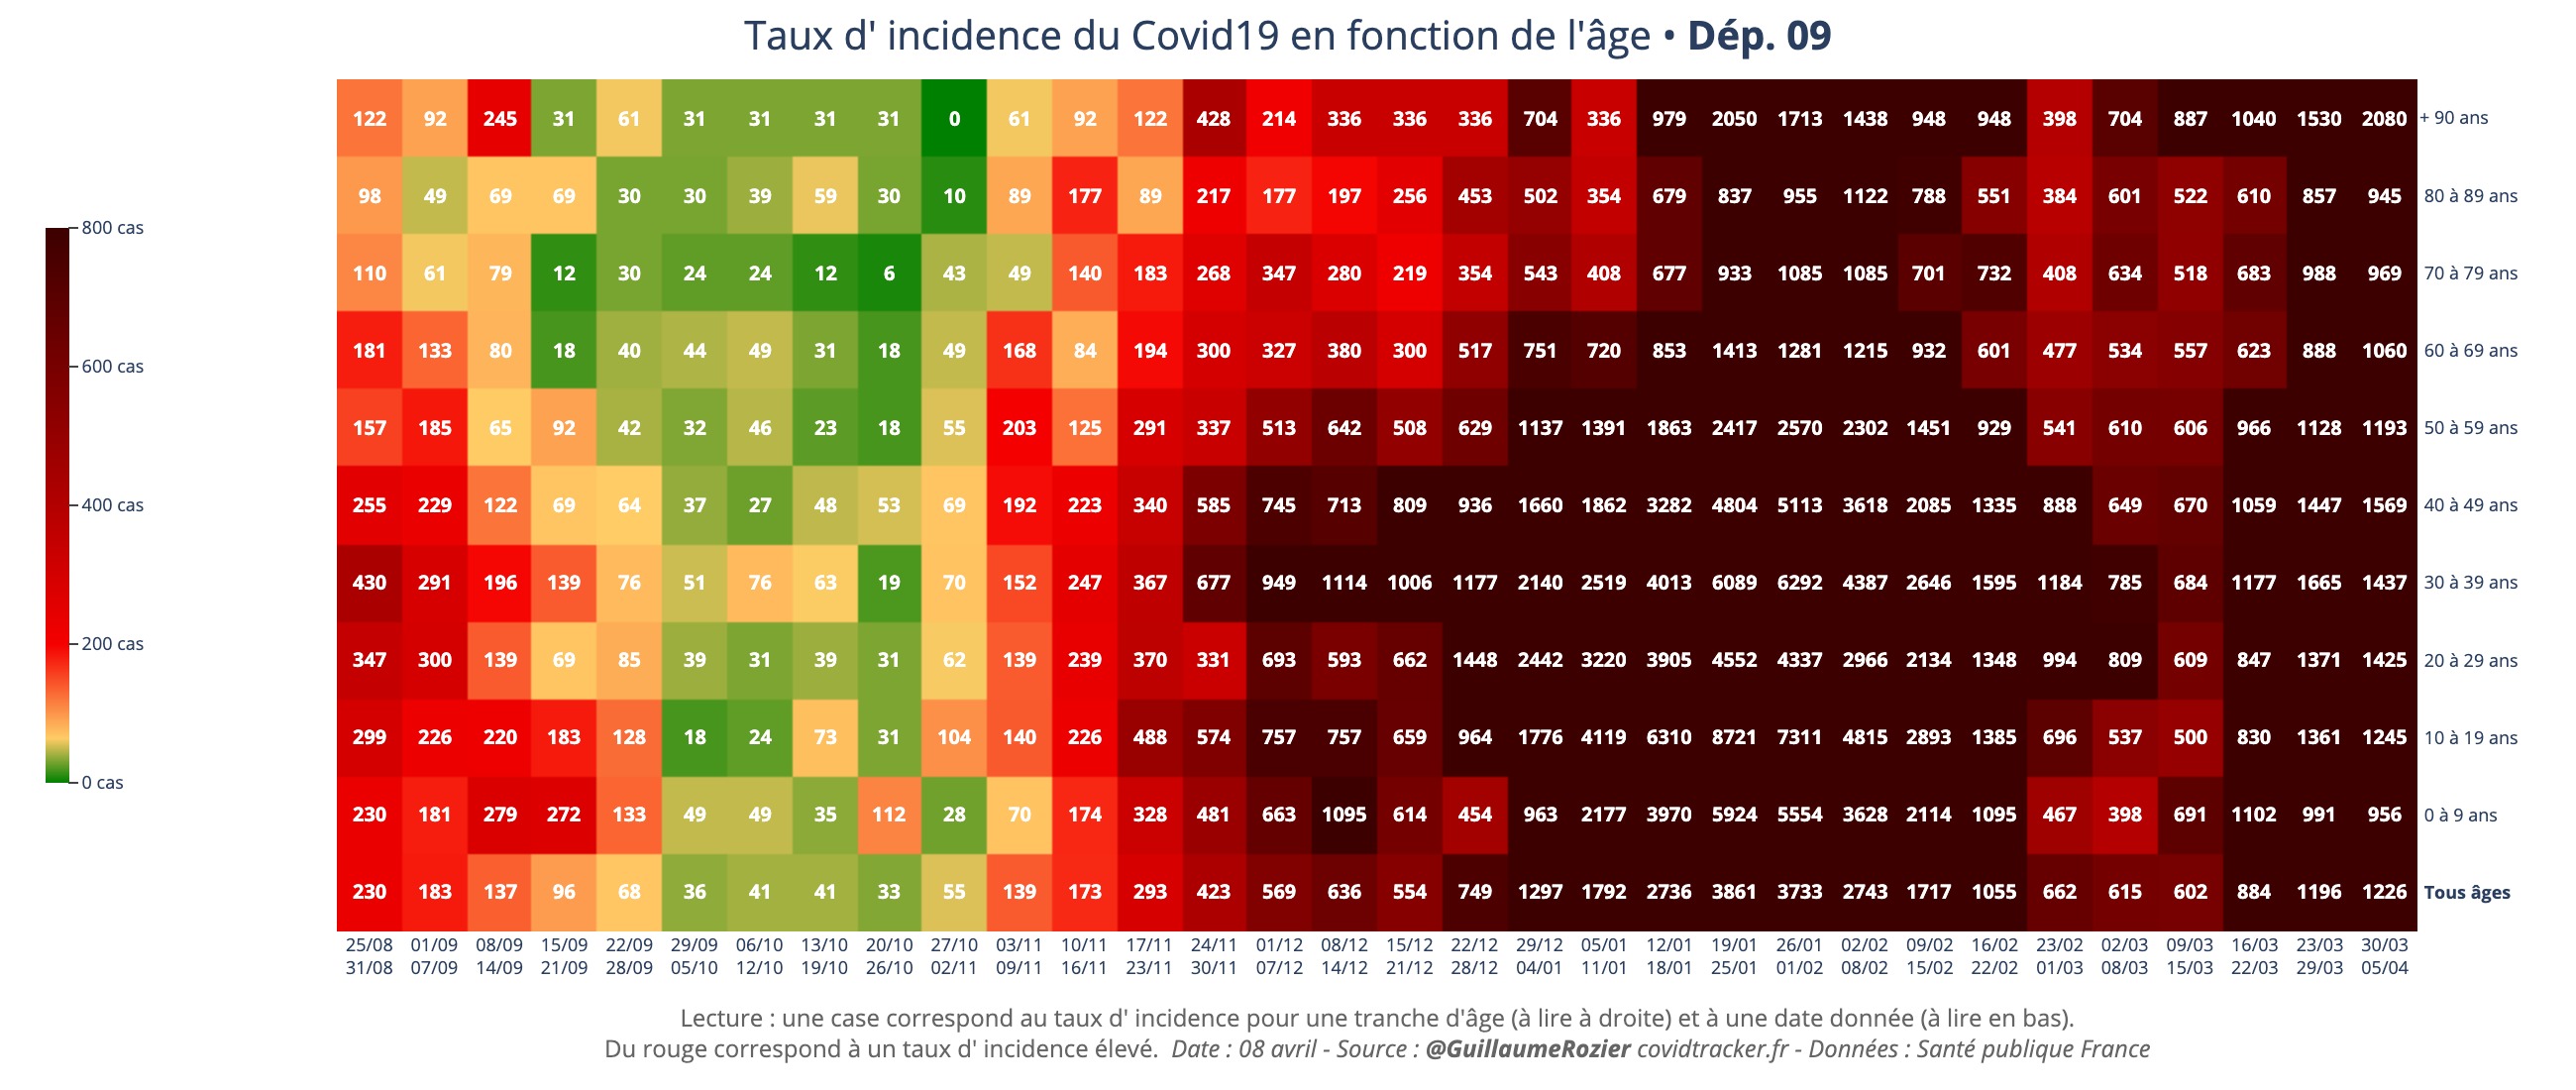 Taux d' incidence du Covid19 en fonction de l'âge • Dép. 09
122 92 245 31 61 31 31 31 31 0 61 92 122 428 214 336 336 336 704 336 979 2050 1713 1438 948 948 398 704 887 1040 1530 2080 + 90 ans
98 49 69 69 30 30 39 59 30 10 89 177 89 217 177 197 256 453 502 354 679 837 955 1122 788 551 384 601 522 610 857 945 80 à 89 ans
800 cas
110 61 79 12 30 24 24 12 6 43 49 140 183 268 347 280 219 354 543 408 677 933 1085 1085 701 732 408 634 518 683 988 969 70 à 79 ans
181 133 80 18 40 44 49 31 18 49 168 84 194 300 327 380 300 517 751 720 853 1413 1281 1215 932 601 477 534 557 623 888 1060 60 à 69 ans
600 cas
157 185 65 92 42 32 46 23 18 55 203 125 291 337 513 642 508 629 1137 1391 1863 2417 2570 2302 1451 929 541 610 606 966 1128 1193 50 à 59 ans
400 cas
255 229 122 69 64 37 27 48 53 69 192 223 340 585 745 713 809 936 1660 1862 3282 4804 5113 3618 2085 1335 888 649 670 1059 1447 1569 40 à 49 ans
430 291 196 139 76 51 76 63 19 70 152 247 367 677 949 1114 1006 1177 2140 2519 4013 6089 6292 4387 2646 1595 1184 785 684 1177 1665 1437 30 à 39 ans
200 cas
347 300 139 69 85 39 31 39 31 62 139 239 370 331 693 593 662 1448 2442 3220 3905 4552 4337 2966 2134 1348 994 809 609 847 1371 1425 20 à 29 ans
299 226 220 183 128 18 24 73 31 104 140 226 488 574 757 757 659 964 1776 4119 6310 8721 7311 4815 2893 1385 696 537 500 830 1361 1245 10 à 19 ans
0 cas
230 181 279 272 133 49 49 35 112 28 70 174 328 481 663 1095 614 454 963 2177 3970 5924 5554 3628 2114 1095 467 398 691 1102 991 956 0 à 9 ans
230 183 137 96 68 36 41 41 33 55 139 173 293 423 569 636 554 749 1297 1792 2736 3861 3733 2743 1717 1055 662 615 602 884 1196 1226 Tous âges
25/08 01/09 08/09 15/09 22/09 29/09 06/10 13/10 20/10 27/10 03/11 10/11 17/11 24/11 01/12 08/12 15/12 22/12 29/12 05/01 12/01 19/01 26/01 02/02 09/02 16/02 23/02 02/03 09/03 16/03 23/03 30/03
31/08 07/09 14/09 21/09 28/09 05/10 12/10 19/10 26/10 02/11 09/11 16/11 23/11 30/11 07/12 14/12 21/12 28/12 04/01 11/01 18/01 25/01 01/02 08/02 15/02 22/02 01/03 08/03 15/03 22/03 29/03 05/04
Lecture : une case correspond au taux d' incidence pour une tranche d'âge (à lire à droite) et à une date donnée (à lire en bas).
Du rouge correspond à un taux d' incidence élevé. Date : 08 avril - Source : @GuillaumeRozier covidtracker.fr - Données : Santé publique France